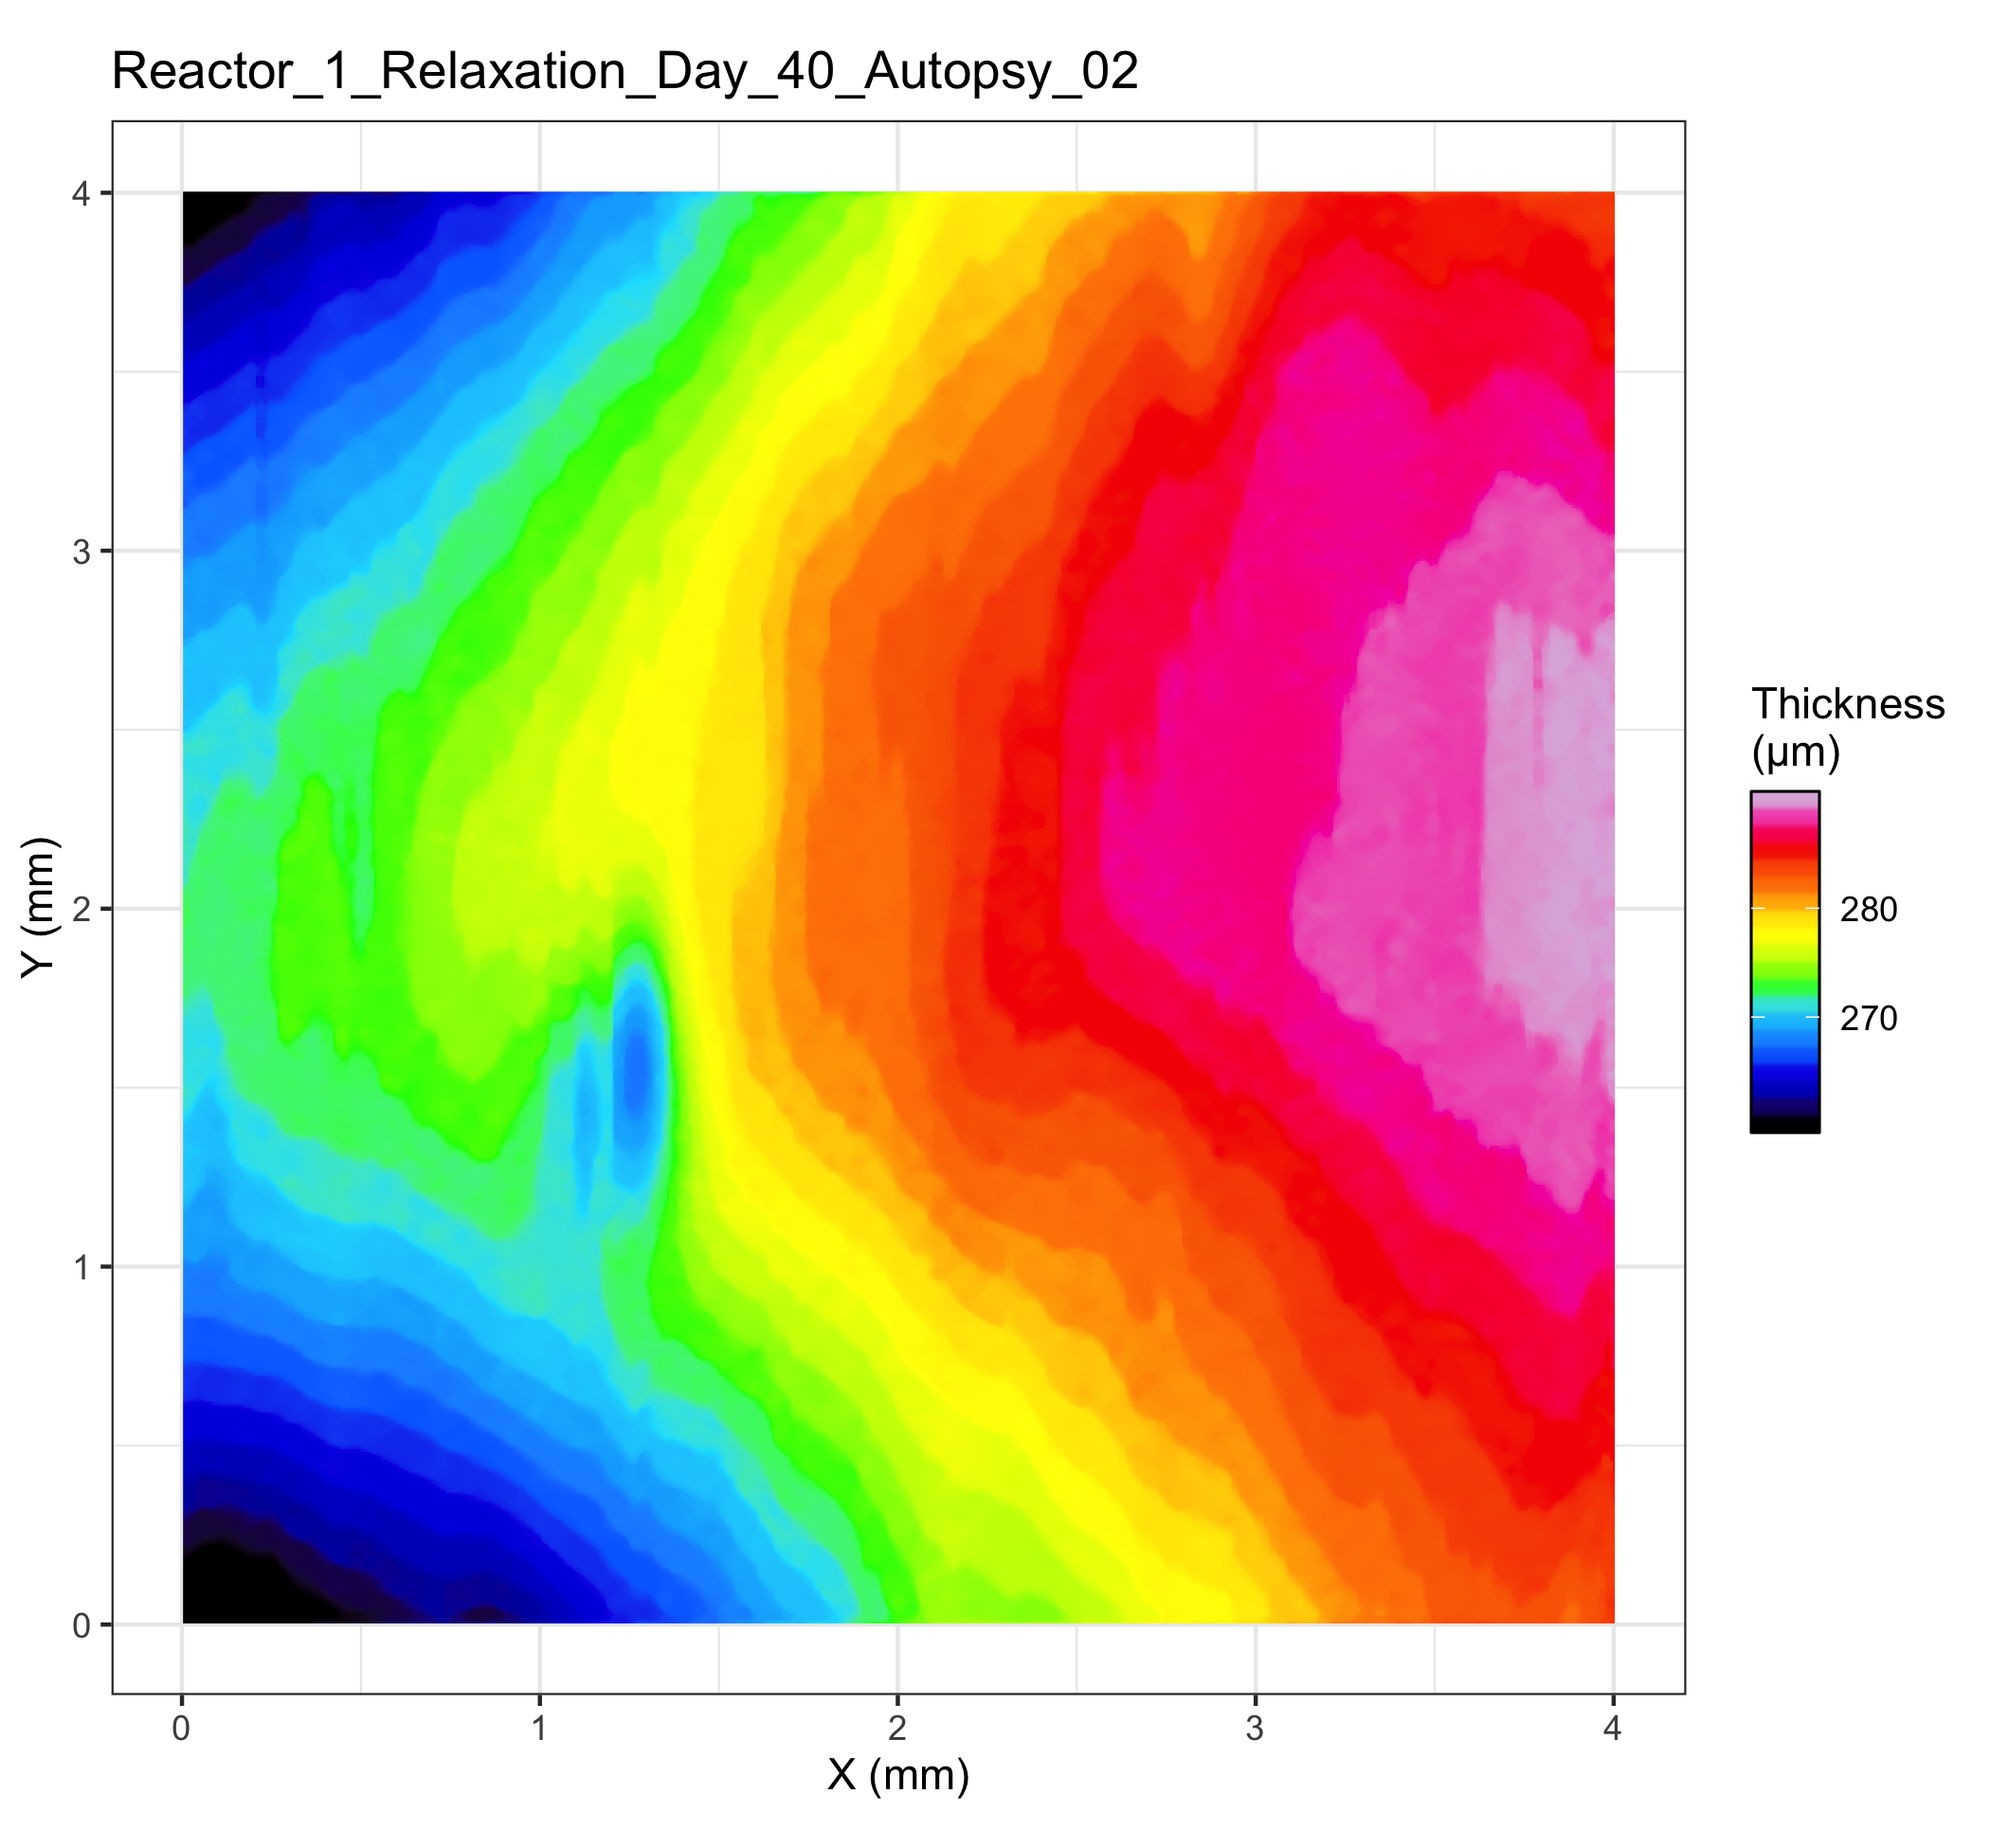 Reactor_1_Relaxation_Day_40_Autopsy_02
4
3
2
1
0
Y (mm)
0 1 2 3 4
X (mm)
Thickness
(µm)
280
270